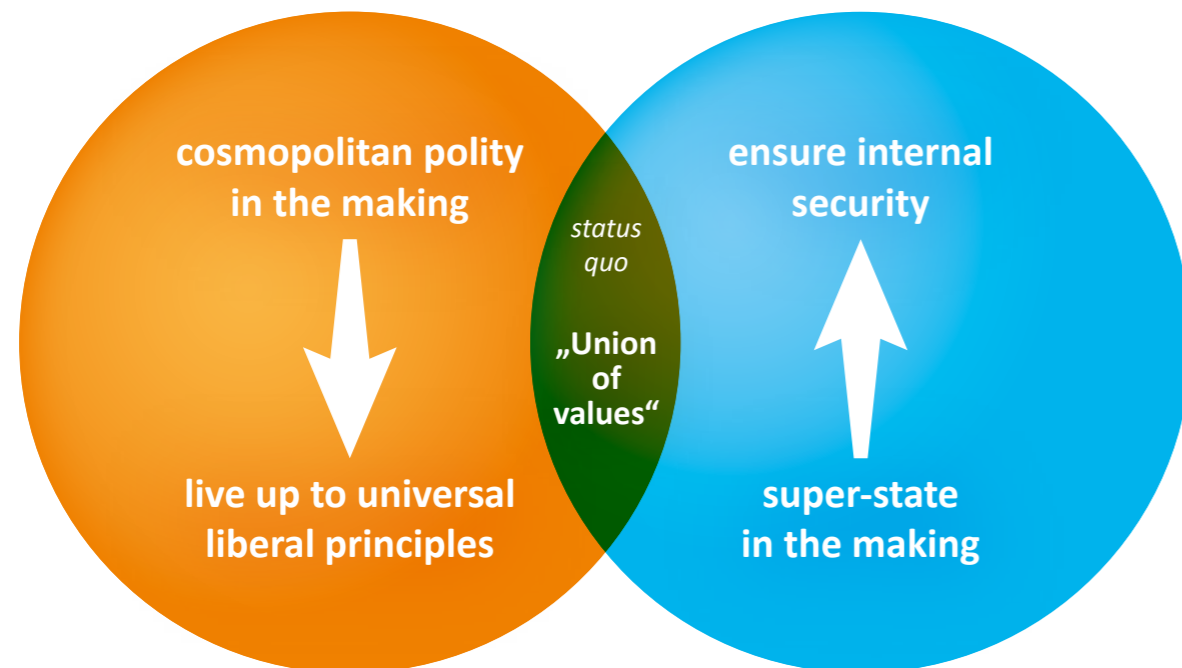 cosmopolitan polity
in the making
live up to universal
liberal principles
status
quo
„Union
of
values“
ensure internal
security
super-state
in the making